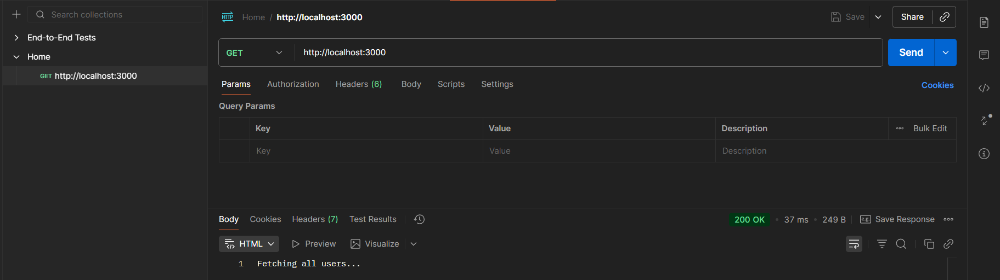 Search collections
End-to-End Tests
Home
GET http://localhost:3000
HTTP Home / http://localhost:3000
Save
Share
GET http://localhost:3000
Send
Params Authorization Headers (6) Body Scripts Settings
Cookies
Query Params
Key Value Description Bulk Edit
Key Value Description
Body Cookies Headers (7) Test Results
200 OK • 37 ms • 249 B e.g. Save Response
HTML Preview Visualize
1 Fetching all users...